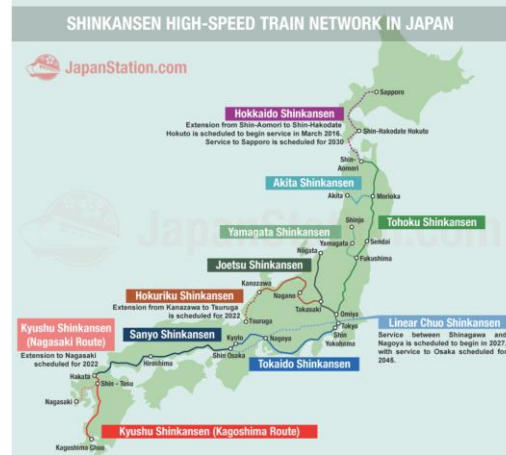 SHINKANSEN HIGH-SPEED TRAIN NETWORK IN JAPAN
JapanStation.com
Sapporo
Hokkaido Shinkansen
Extension from Shin-Aomori to Shin-Hakodate
Hokuto is scheduled to begin service in March 2016.
Service to Sapporo is scheduled for 2030
Shin-Hakodate Hokuto
Shin-
Aomori
Akita Shinkansen
Akita
Morioka
Shinjo
Tohoku Shinkansen
Yamagata Shinkansen
Yamagata
Sendai
Niigata
Fukushima
Joetsu Shinkansen
Kanazawa
Hokuriku Shinkansen
Nagano
Extension from Kanazawa to Tsuruga
is scheduled for 2022
Takasaki
Omiya
Tsuruga
Tokyo
Linear Chuo Shinkansen
Service between Shinagawa and
Nagoya is scheduled to begin in 2027,
with service to Osaka scheduled for
2045.
Kyushu Shinkansen
(Nagasaki Route)
Extension to Nagasaki
scheduled for 2022
Sanyo Shinkansen
Kyoto
Nagoya
Shin
Yokohama
Shin Osaka
Hiroshima
Tokaido Shinkansen
Hakata
Shin - Tosu
Nagasaki
Kyushu Shinkansen (Kagoshima Route)
Kagoshima Chuo
JapanStation.com